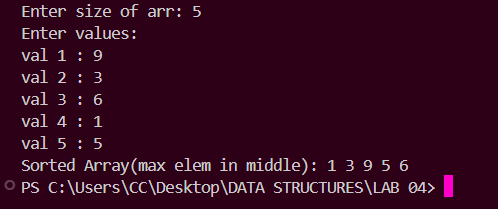 Enter size of arr: 5
Enter values:
val 1 : 9
val 2 : 3
val 3 : 6
val 4 : 1
val 5 : 5
Sorted Array(max elem in middle): 1 3 9 5 6
PS C:\Users\CC\Desktop\DATA STRUCTURES\LAB 04>